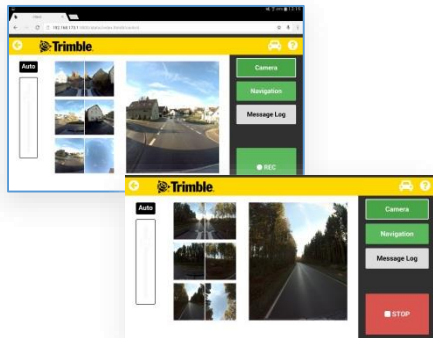 Trimble.
Auto
Camera
Navigation
Message Log
REC
Trimble.
Auto
Camera
Navigation
Message Log
STOP